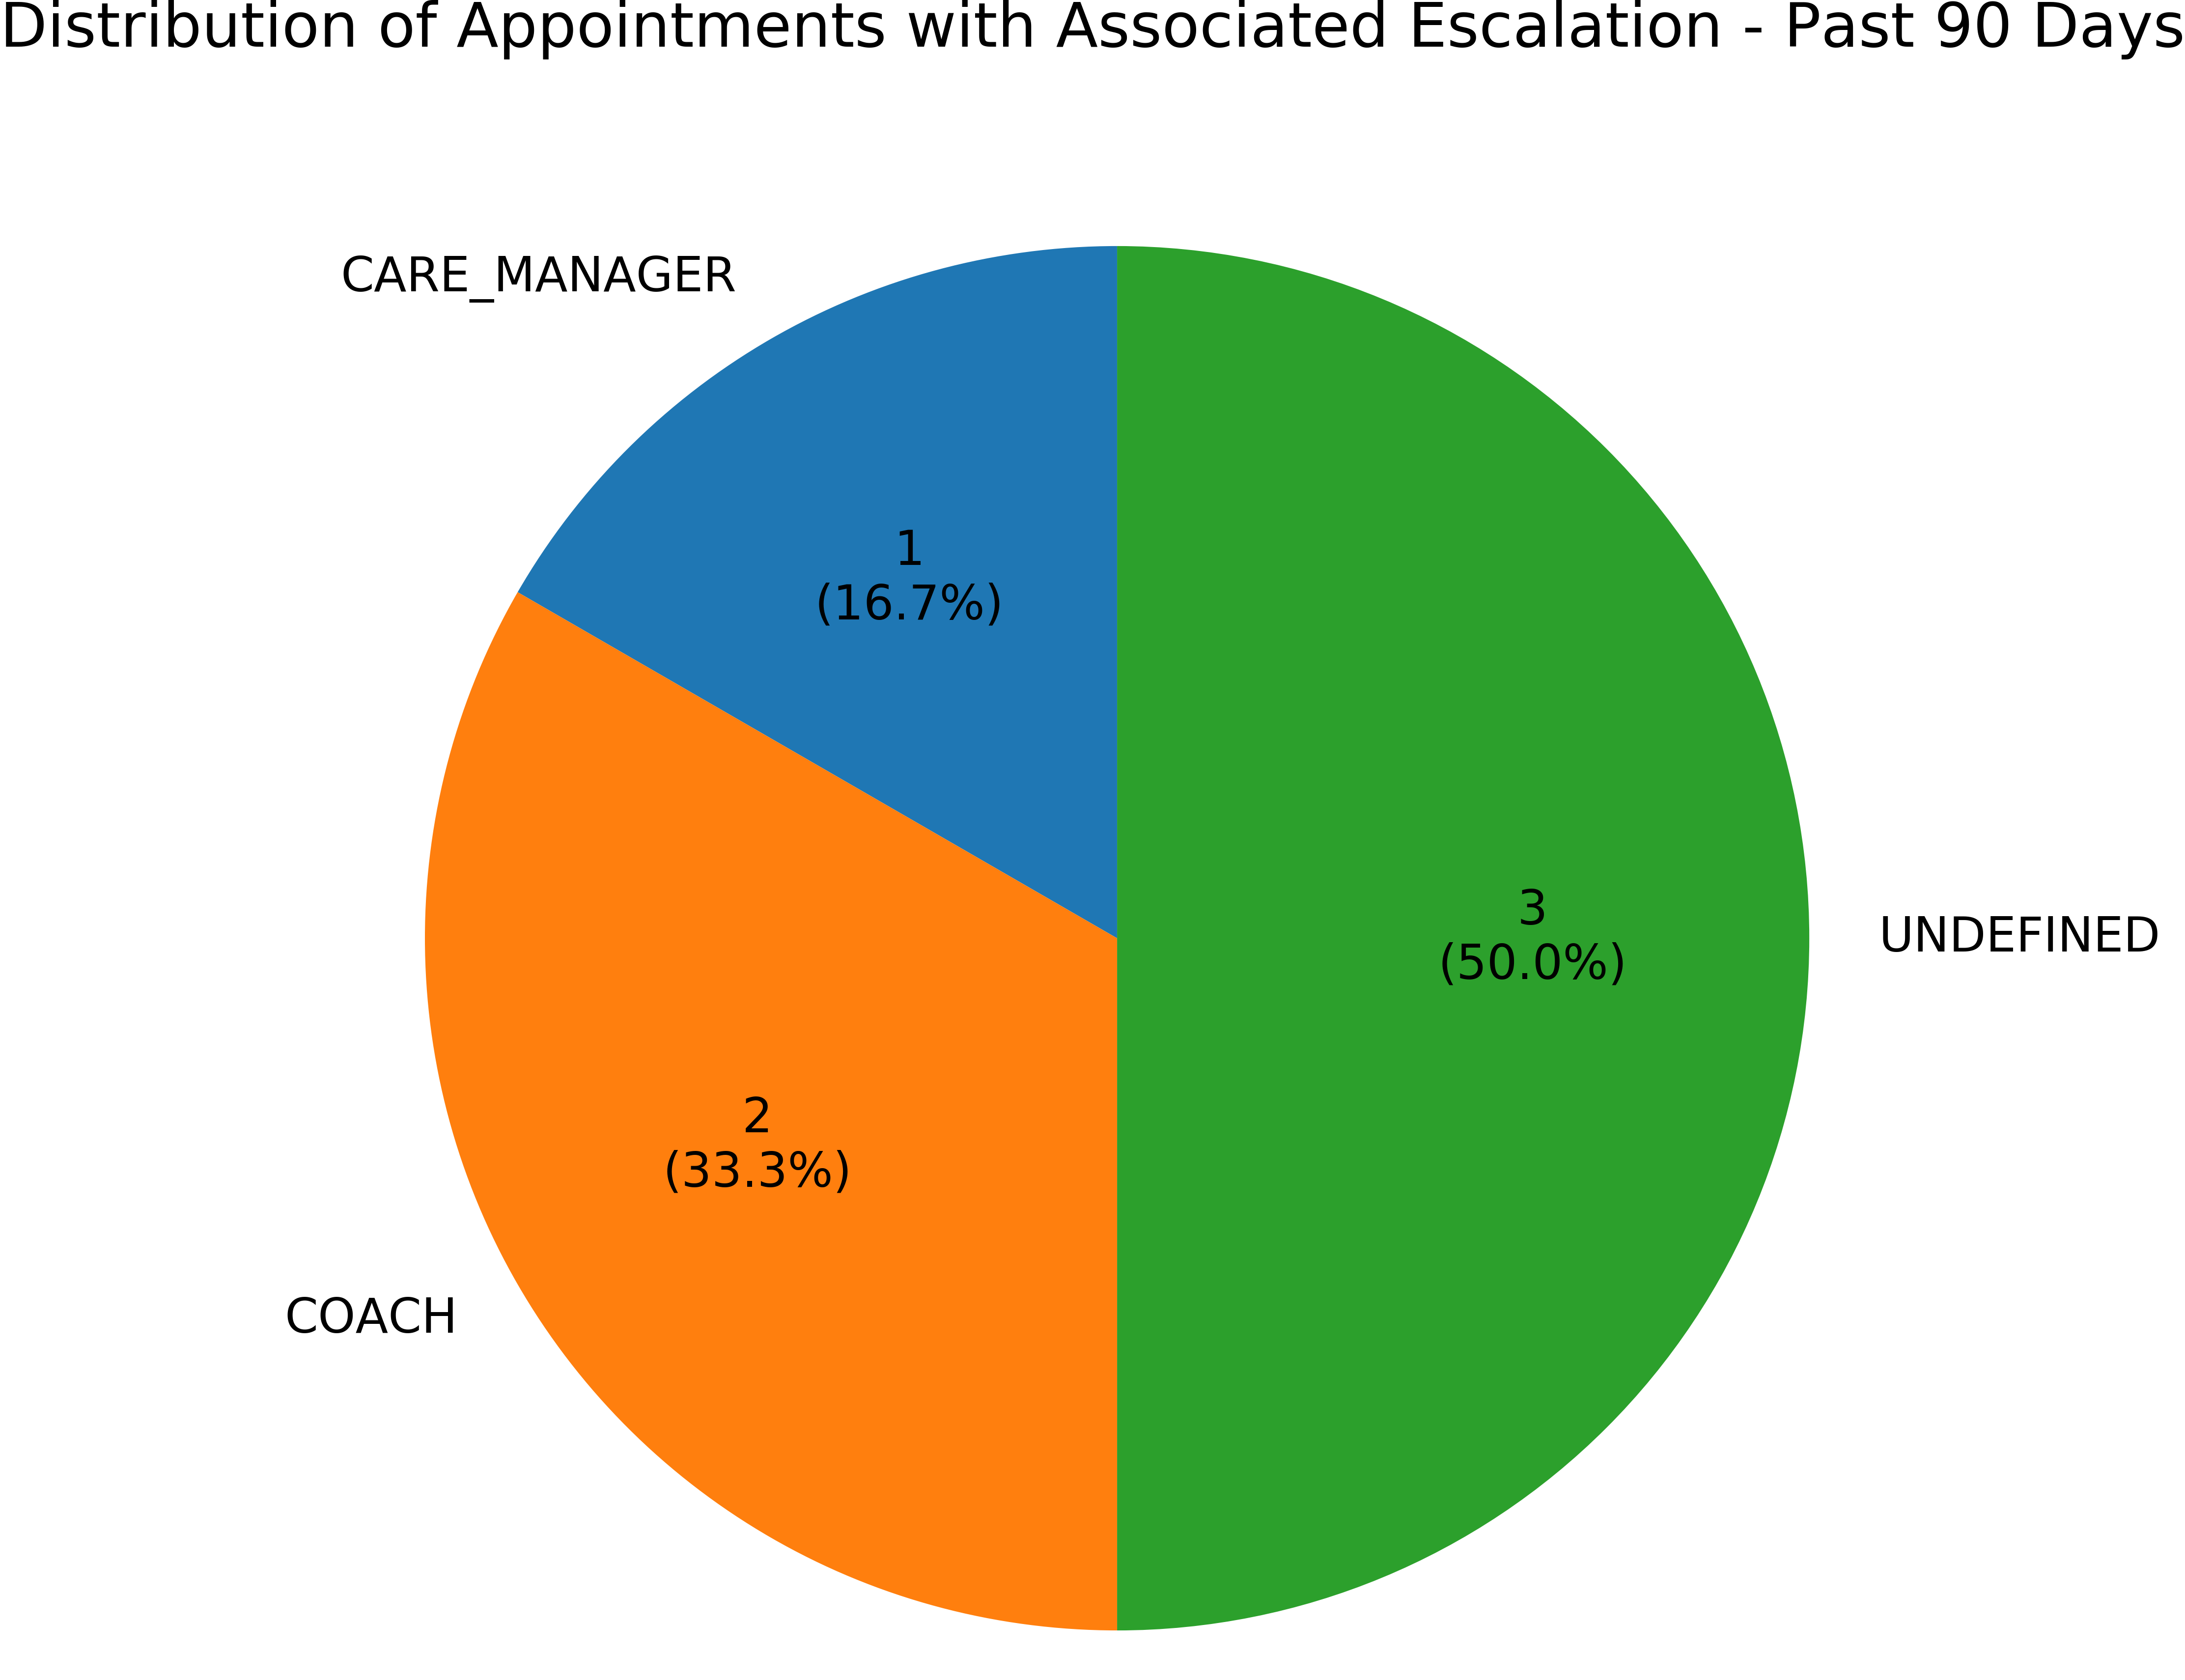 Distribution of Appointments with Associated Escalation - Past 90 Days
CARE_MANAGER
1
(16.7%)
3
(50.0%)
UNDEFINED
2
(33.3%)
COACH